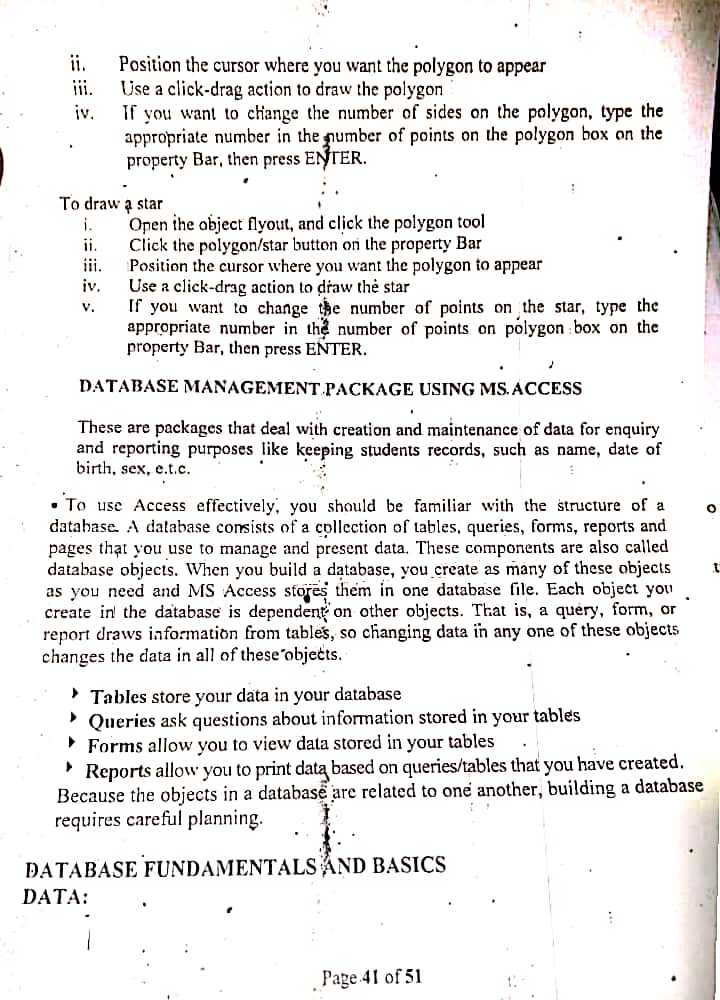 ii. Position the cursor where you want the polygon to appear
iii. Use a click-drag action to draw the polygon
iv. If you want to change the number of sides on the polygon, type the
appropriate number in the number of points on the polygon box on the
property Bar, then press ENTER.
To draw a star
i. Open the object flyout, and click the polygon tool
ii. Click the polygon/star button on the property Bar
iii. Position the cursor where you want the polygon to appear
iv. Use a click-drag action to draw the star
v. If you want to change the number of points on the star, type the
appropriate number in the number of points on polygon box on the
property Bar, then press ENTER.
DATABASE MANAGEMENT PACKAGE USING MS ACCESS
These are packages that deal with creation and maintenance of data for enquiry
and reporting purposes like keeping students records, such as name, date of
birth, sex, e.t.c.
• To use Access effectively, you should be familiar with the structure of a
database. A database consists of a collection of tables, queries, forms, reports and
pages that you use to manage and present data. These components are also called
database objects. When you build a database, you create as many of these objects
as you need and MS Access stores them in one database file. Each object you
create in the database is dependent on other objects. That is, a query, form, or
report draws information from tables, so changing data in any one of these objects
changes the data in all of these objects.
Tables store your data in your database
Queries ask questions about information stored in your tables
Forms allow you to view data stored in your tables
Reports allow you to print data based on queries/tables that you have created.
Because the objects in a database are related to one another, building a database
requires careful planning.
DATABASE FUNDAMENTALS AND BASICS
DATA:
Page 41 of 51